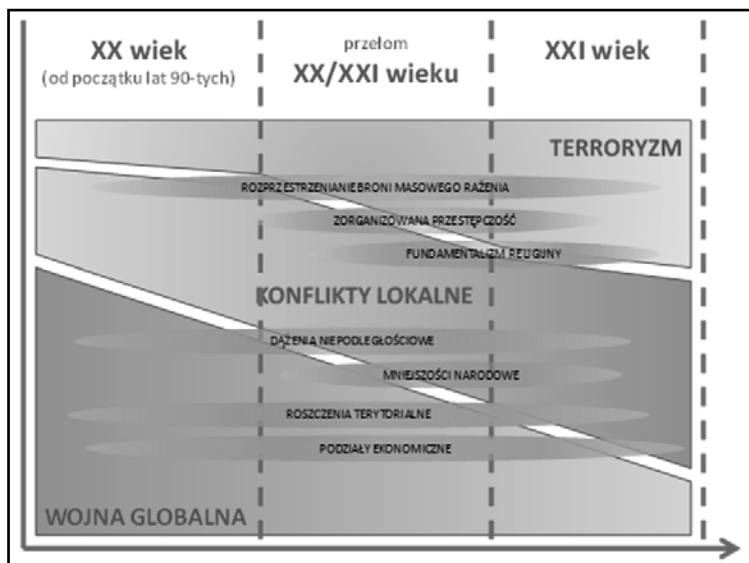 XX wiek
(od początku lat 90-tych)
przełom
XX/XXI wieku
XXI wiek
TERRORYZM
ROZPRZESTRZENIANIE BRONI MASOWEGO RAŻENIA
ZORGANIZOWANA PRZESTĘPCZOŚĆ
FUNDAMENTALIZM RELIGIJNY
KONFLIKTY LOKALNE
DĄŻENIA NIEPODLEGŁOŚCIOWE
MNIEJSZOŚCI NARODOWE
ROSZCZENIA TERYTORIALNE
PODZIAŁY EKONOMICZNE
WOJNA GLOBALNA